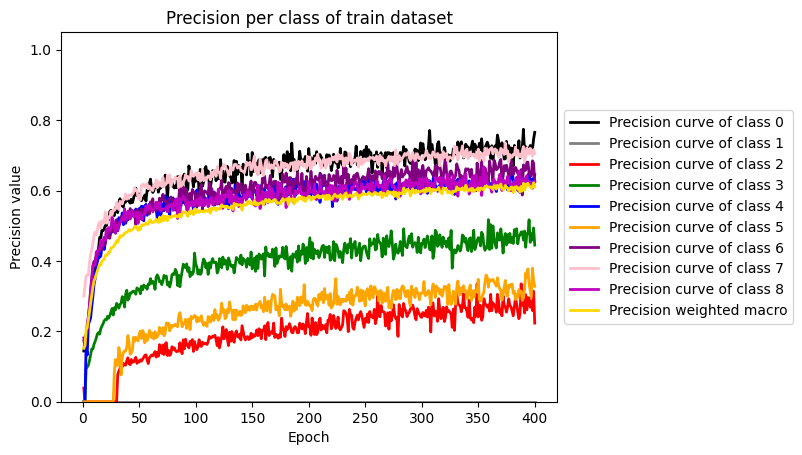 Precision per class of train dataset
1.0
0.8
0.6
0.4
0.2
0.0
Precision value
0 50 100 150 200 250 300 350 400
Epoch
Precision curve of class 0
Precision curve of class 1
Precision curve of class 2
Precision curve of class 3
Precision curve of class 4
Precision curve of class 5
Precision curve of class 6
Precision curve of class 7
Precision curve of class 8
Precision weighted macro